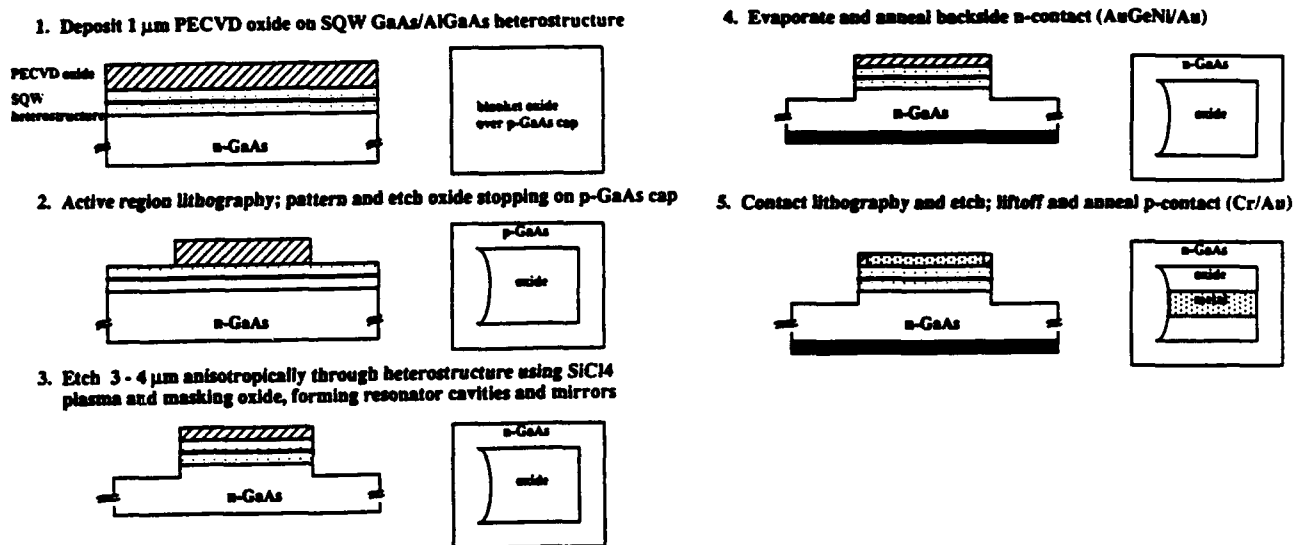 1. Deposit 1 µm PECVD oxide on SQW GaAs/AlGaAs heterostructure
PECVD oxide
SQW
heterostructure
n-GaAs
blanket oxide
over p-GaAs cap
2. Active region lithography; pattern and etch oxide stopping on p-GaAs cap
n-GaAs
p-GaAs
oxide
3. Etch 3 - 4 µm anisotropically through heterostructure using SiCl4
plasma and masking oxide, forming resonator cavities and mirrors
n-GaAs
n-GaAs
oxide
4. Evaporate and anneal backside n-contact (AuGeNi/Au)
n-GaAs
n-GaAs
oxide
5. Contact lithography and etch; liftoff and anneal p-contact (Cr/Au)
n-GaAs
n-GaAs
oxide
metal